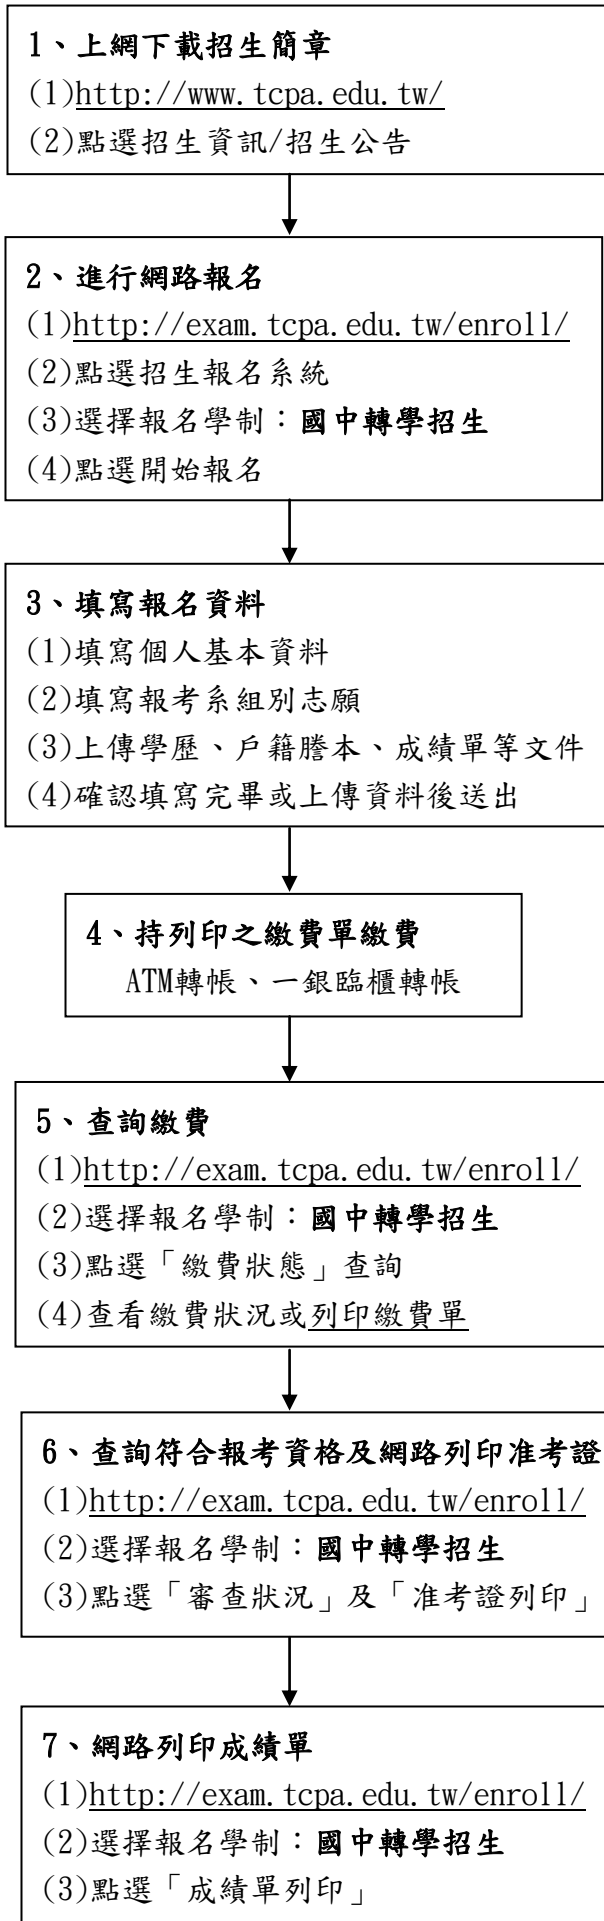 1、上網下載招生簡章
(1)http://www.tcpa.edu.tw/
(2)點選招生資訊/招生公告
2、進行網路報名
(1)http://exam.tcpa.edu.tw/enroll/
(2)點選招生報名系統
(3)選擇報名學制：國中轉學招生
(4)點選開始報名
3、填寫報名資料
(1)填寫個人基本資料
(2)填寫報考系組別志願
(3)上傳學歷、戶籍謄本、成績單等文件
(4)確認填寫完畢或上傳資料後送出
4、持列印之繳費單繳費
ATM轉帳、一銀臨櫃轉帳
5、查詢繳費
(1)http://exam.tcpa.edu.tw/enroll/
(2)選擇報名學制：國中轉學招生
(3)點選「繳費狀態」查詢
(4)查看繳費狀況或列印繳費單
6、查詢符合報考資格及網路列印准考證
(1)http://exam.tcpa.edu.tw/enroll/
(2)選擇報名學制：國中轉學招生
(3)點選「審查狀況」及「准考證列印」
7、網路列印成績單
(1)http://exam.tcpa.edu.tw/enroll/
(2)選擇報名學制：國中轉學招生
(3)點選「成績單列印」